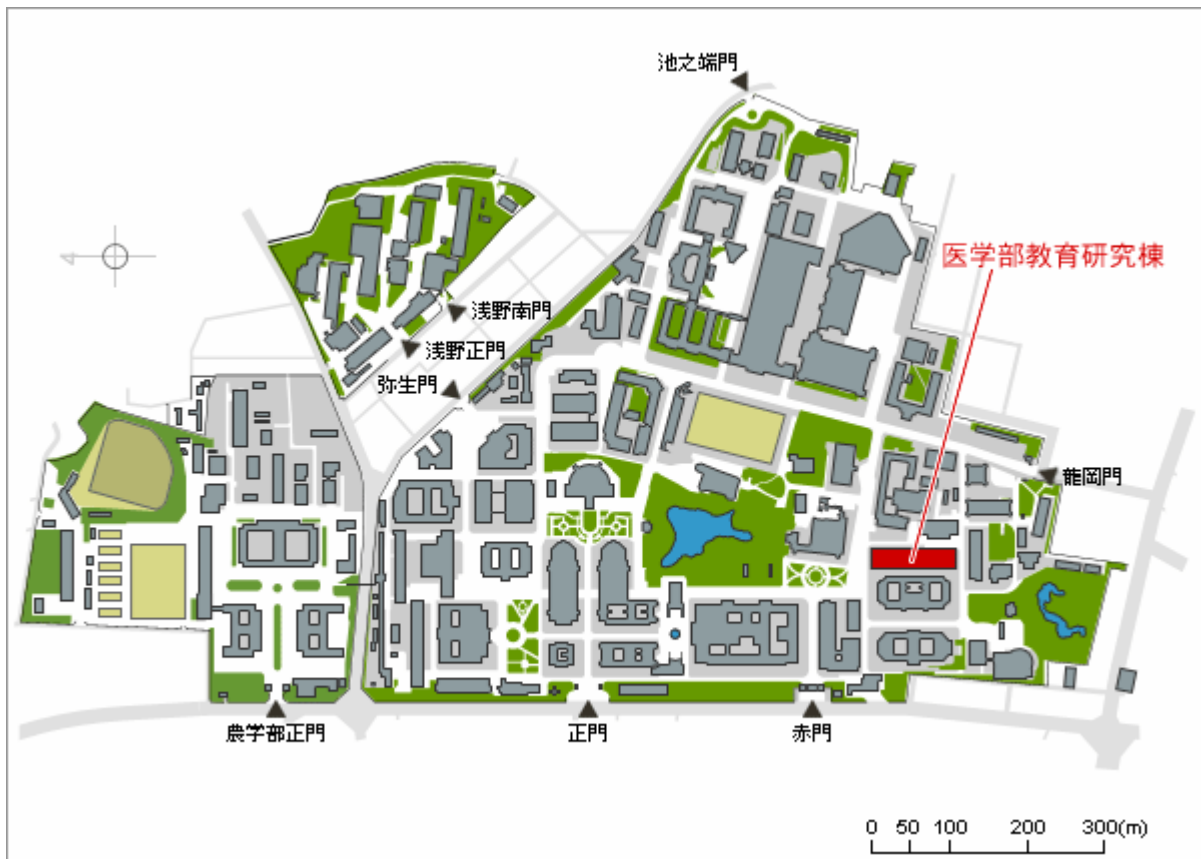 池之端門
医学部教育研究棟
浅野南門
浅野正門
弥生門
龍岡門
農学部正門
正門
赤門
0 50 100 200 300(m)
4